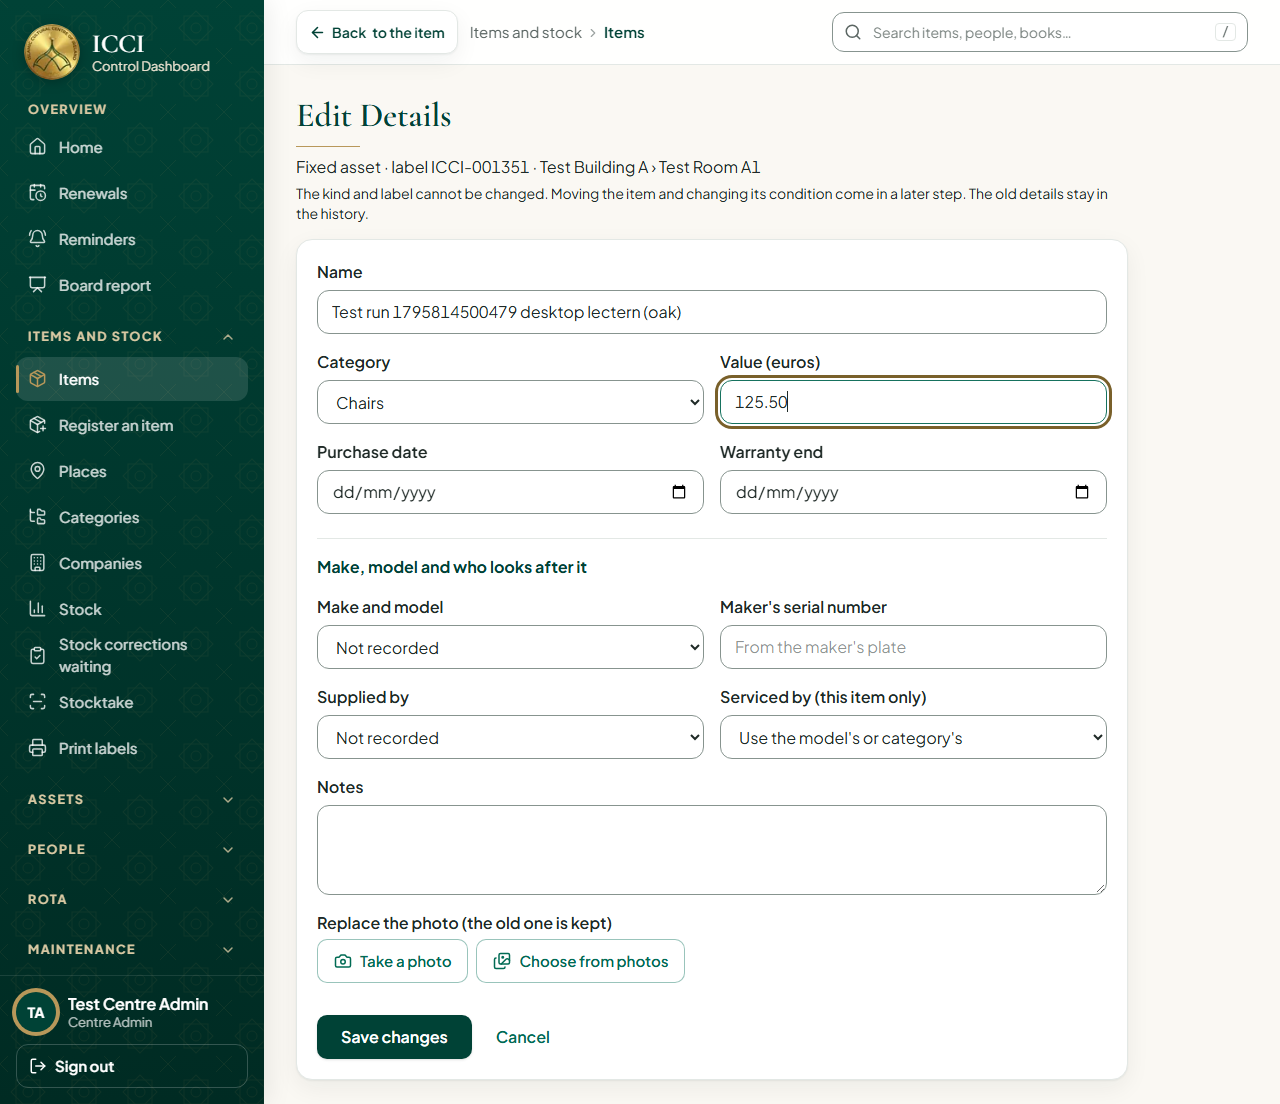 ICCI
Control Dashboard
OVERVIEW
Home
Renewals
Reminders
Board report
ITEMS AND STOCK
Items
Register an item
Places
Categories
Companies
Stock
Stock corrections
waiting
Stocktake
Print labels
ASSETS
PEOPLE
ROTA
MAINTENANCE
TA
Test Centre Admin
Centre Admin
Sign out
Back to the item
Items and stock › Items
Search items, people, books...
/
Edit Details
Fixed asset · label ICCI-001351 · Test Building A › Test Room A1
The kind and label cannot be changed. Moving the item and changing its condition come in a later step. The old details stay in
the history.
Name
Test run 1795814500479 desktop lectern (oak)
Category
Value (euros)
Chairs
125.50
Purchase date
Warranty end
dd/mm/yyyy
dd/mm/yyyy
Make, model and who looks after it
Make and model
Maker's serial number
Not recorded
From the maker's plate
Supplied by
Serviced by (this item only)
Not recorded
Use the model's or category's
Notes
Replace the photo (the old one is kept)
Take a photo
Choose from photos
Save changes
Cancel